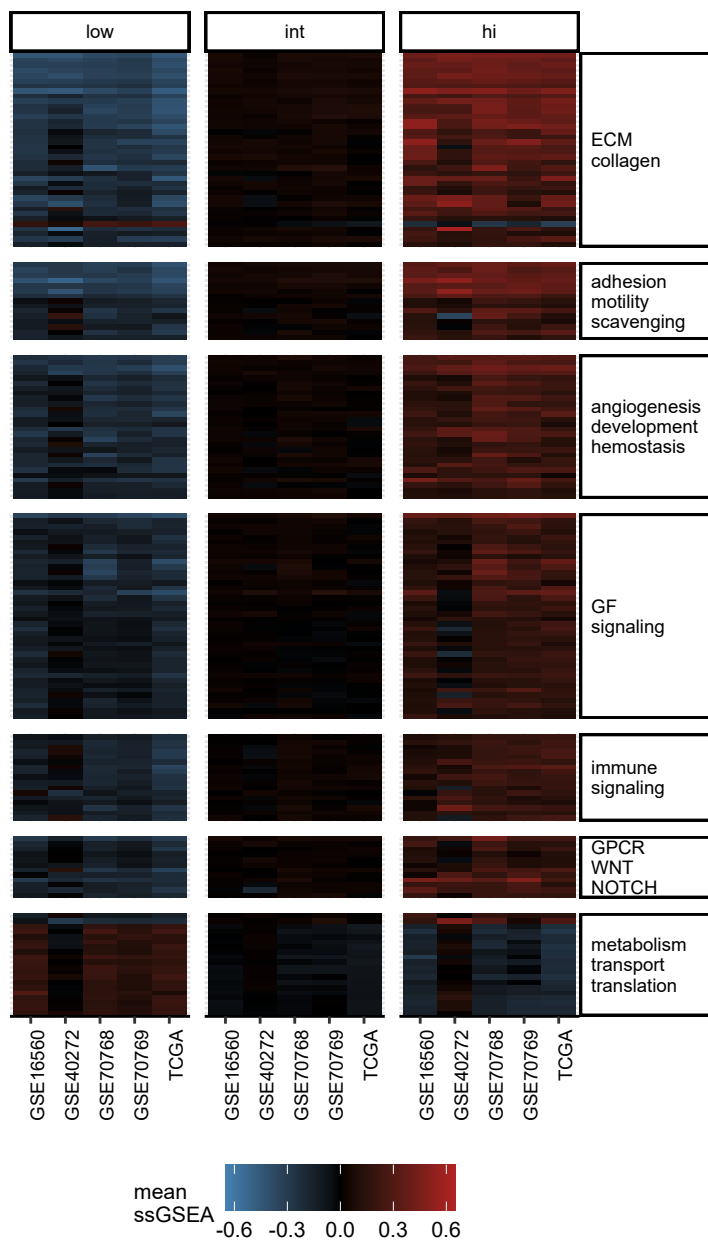 low
int
hi
ECM
collagen
adhesion
motility
scavenging
angiogenesis
development
hemostasis
GF
signaling
immune
signaling
GPCR
WNT
NOTCH
metabolism
transport
translation
GSE16560
GSE40272
GSE70768
GSE70769
TCGA
GSE16560
GSE40272
GSE70768
GSE70769
TCGA
GSE16560
GSE40272
GSE70768
GSE70769
TCGA
mean
ssGSEA
-0.6 -0.3 0.0 0.3 0.6